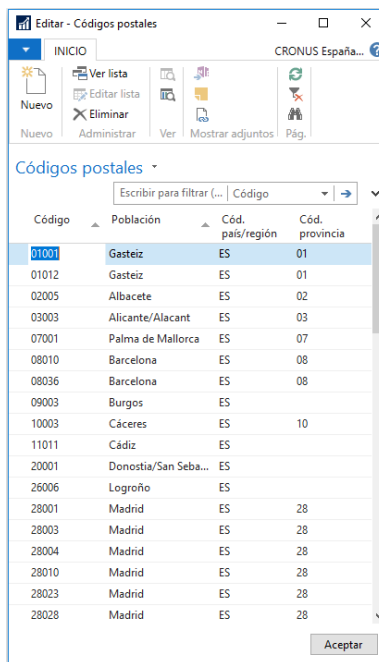 Editar - Códigos postales
INICIO
CRONUS España...
Nuevo
Ver lista
Editar lista
Eliminar
Nuevo Administrar Ver Mostrar adjuntos Pág.
Códigos postales
Escribir para filtrar (... Código
Código Población Cód. país/región Cód. provincia
01001 Gasteiz ES 01
01012 Gasteiz ES 01
02005 Albacete ES 02
03003 Alicante/Alacant ES 03
07001 Palma de Mallorca ES 07
08010 Barcelona ES 08
08036 Barcelona ES 08
09003 Burgos ES
10003 Cáceres ES 10
11011 Cádiz ES
20001 Donostia/San Seba... ES
26006 Logroño ES
28001 Madrid ES 28
28003 Madrid ES 28
28004 Madrid ES 28
28010 Madrid ES 28
28023 Madrid ES 28
28028 Madrid ES 28
Aceptar